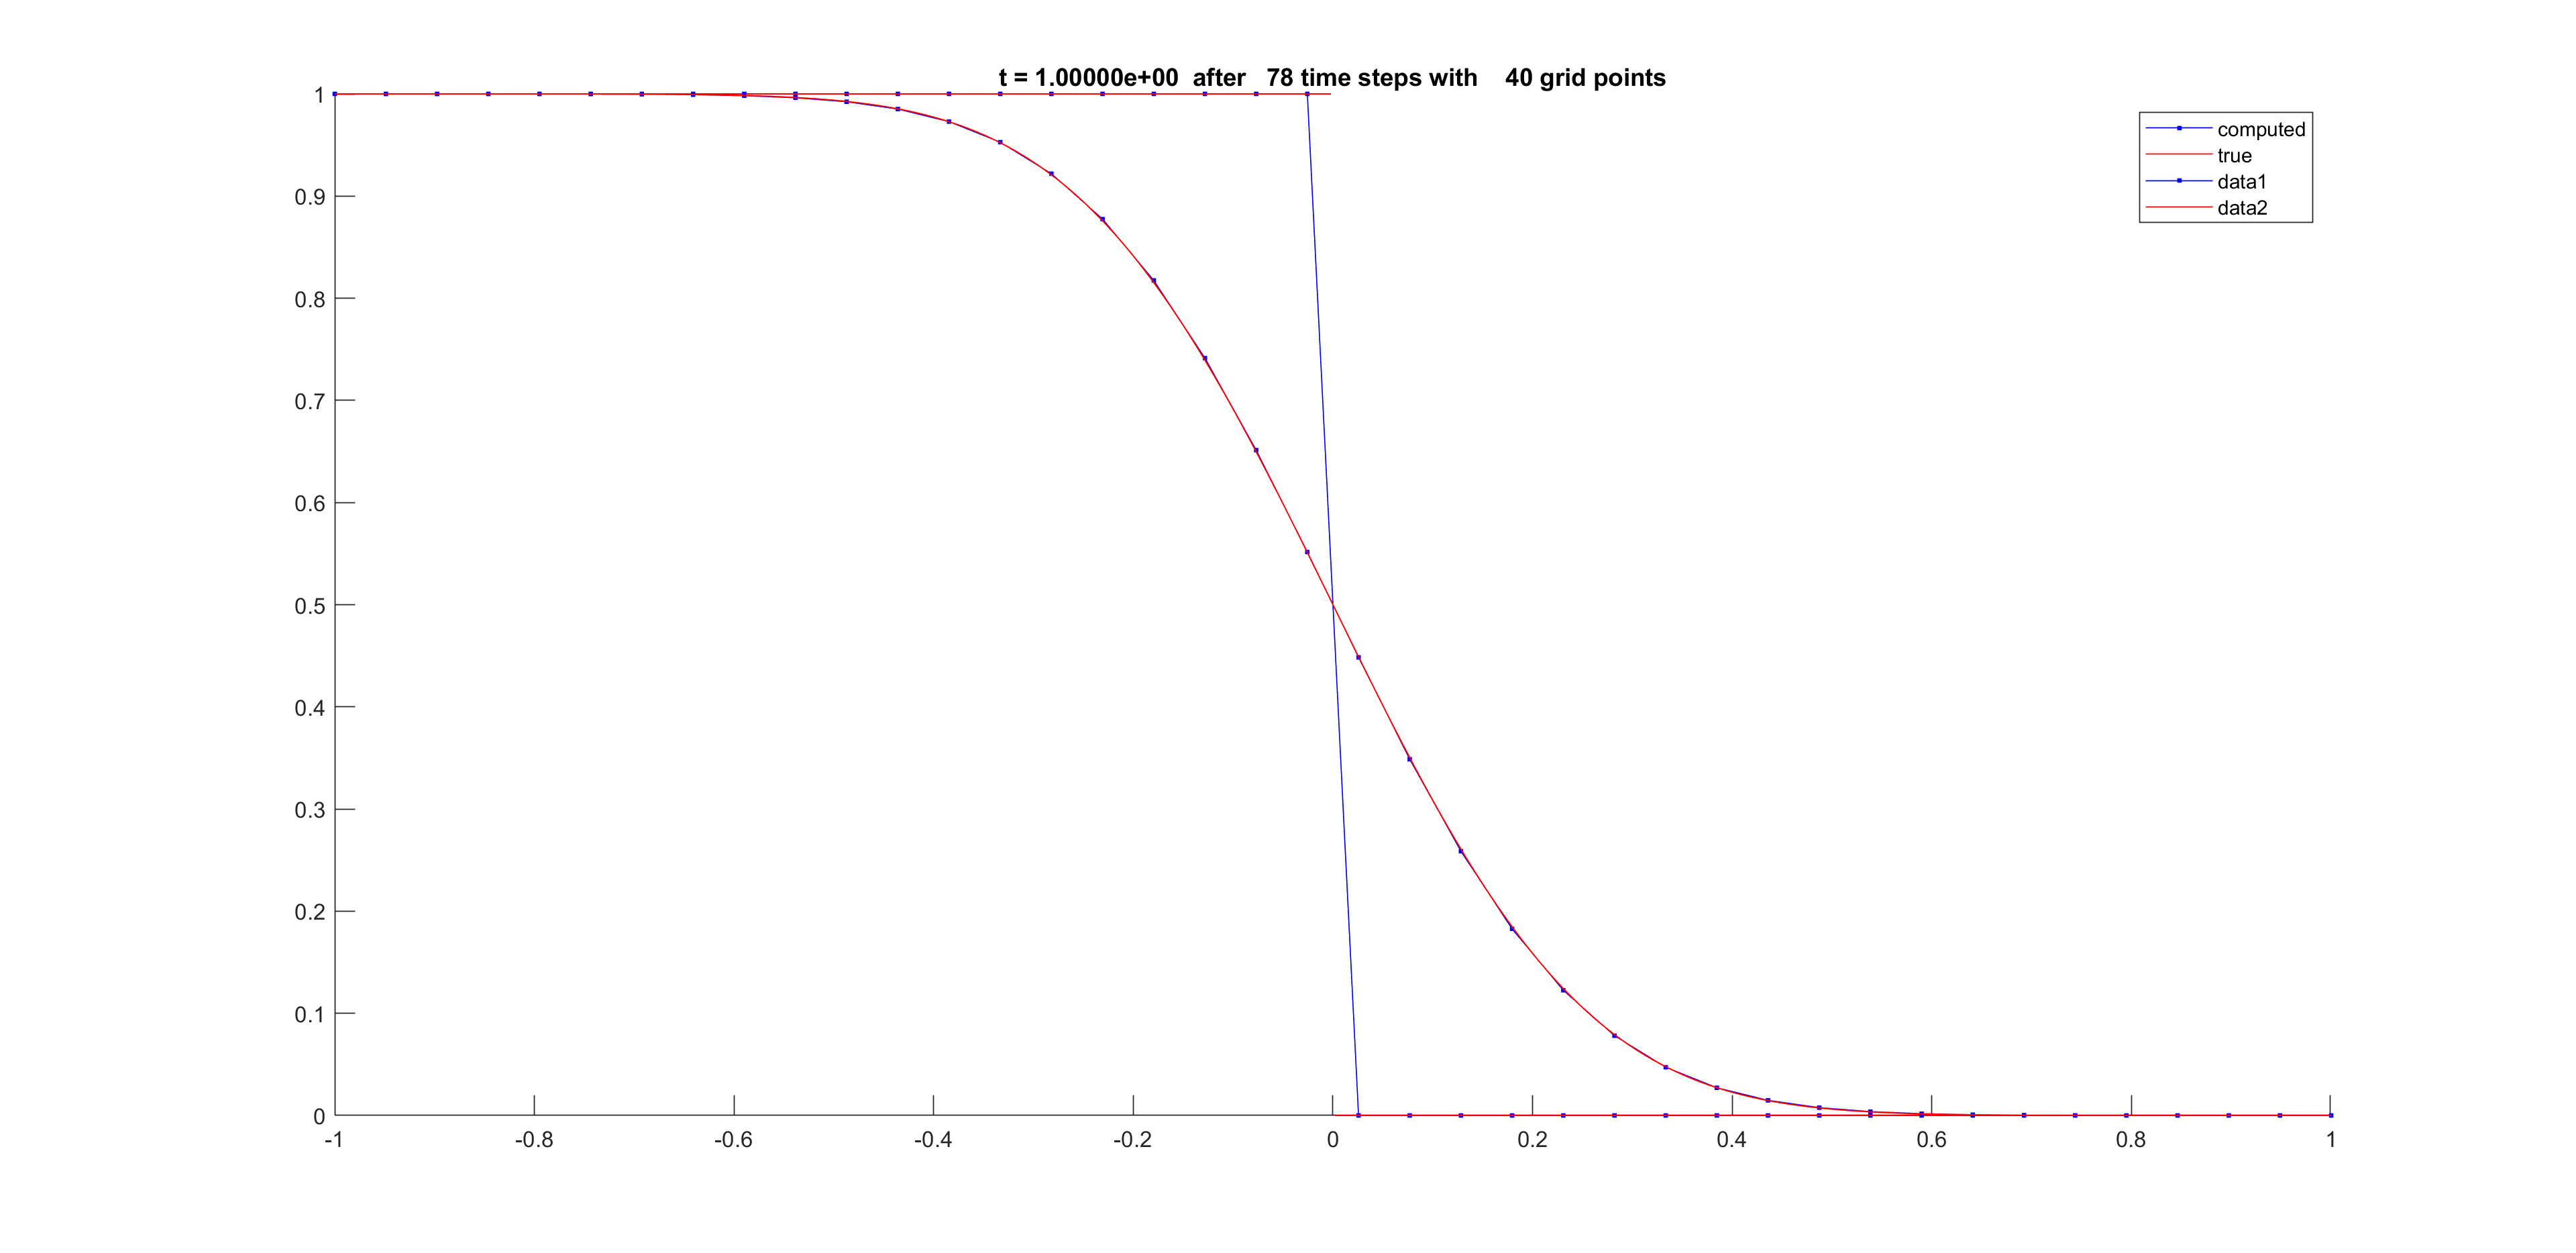 t = 1.00000e+00  after   78 time steps with    40 grid points
computed
true
data1
data2
1
0.9
0.8
0.7
0.6
0.5
0.4
0.3
0.2
0.1
0
-1 -0.8 -0.6 -0.4 -0.2 0 0.2 0.4 0.6 0.8 1